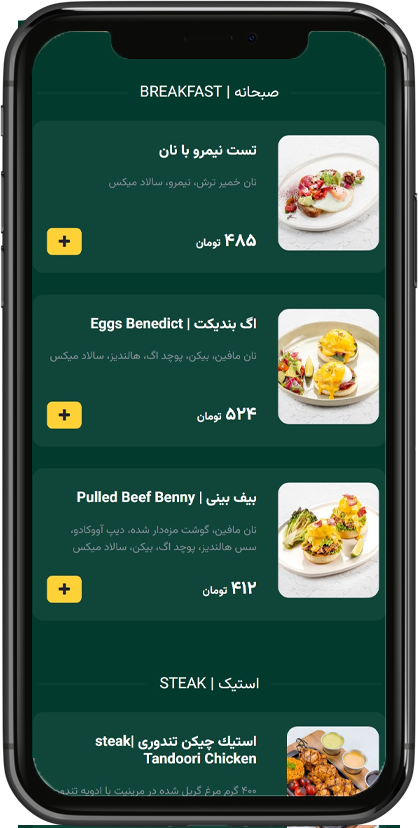 صبحانه | BREAKFAST
تست نیمرو با نان
نان خمیر ترش، نیمرو، سالاد میکس
۴۸۵ تومان
+
اگ بندیکت | Eggs Benedict
نان مافین، بیکن، پوچد اگ، هالندیز، سالاد میکس
۵۲۴ تومان
+
بیف بینی | Pulled Beef Benny
نان مافین، گوشت مزه‌دار شده، دیپ آووکادو،
سس هالندیز، پوچد اگ، بیکن، سالاد میکس
۴۱۲ تومان
+
استیک | STEAK
استیك چیکن تندوری |steak
Tandoori Chicken
۴۰۰ گرم مرغ گریل شده در مرینیت با ادویه تندو